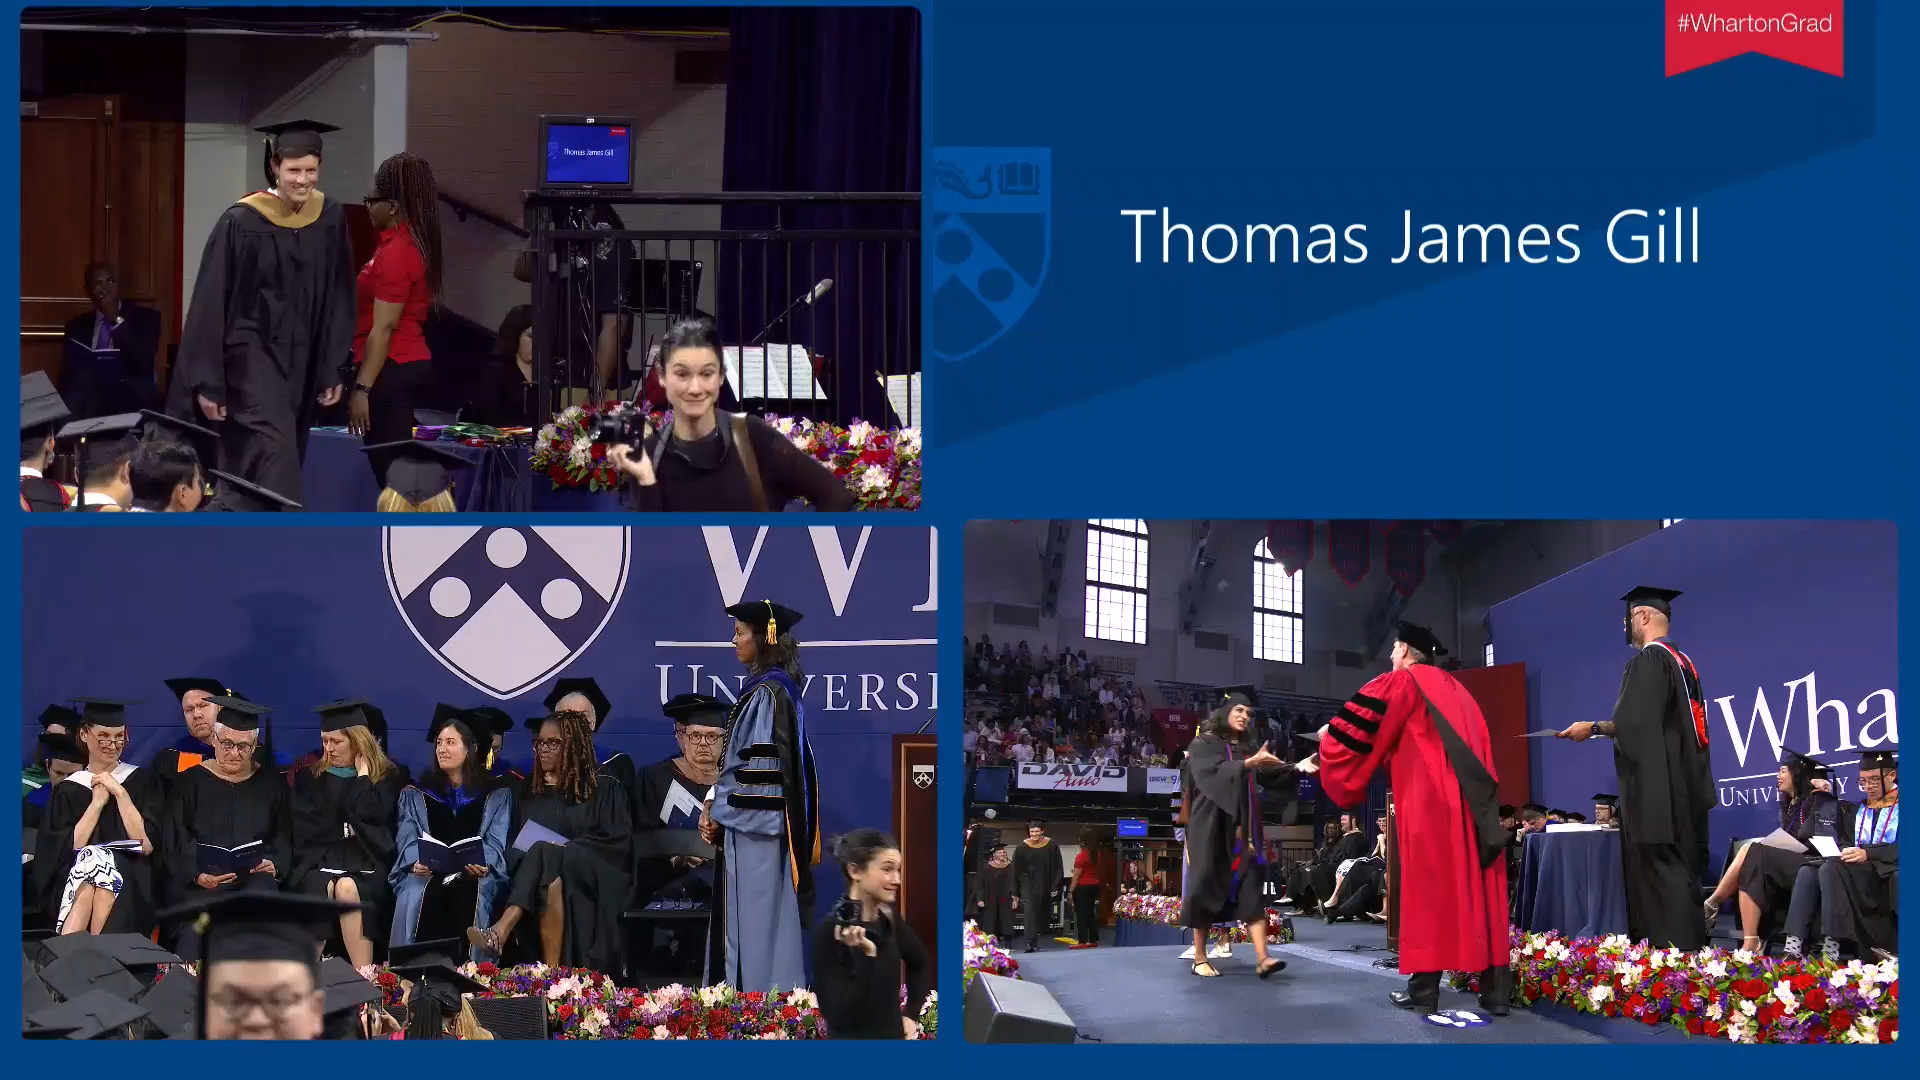 #WhartonGrad
Thomas James Gill
Thomas James Gill
UNIVERSI
DAVID
Auto
Wha
UNIV